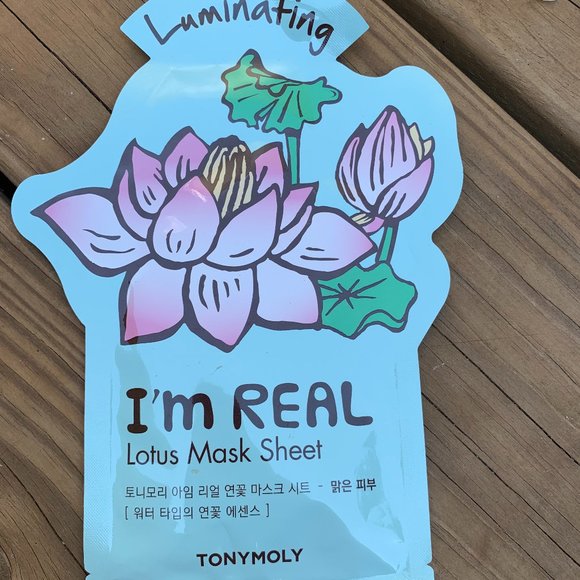 Luminating
I'm REAL
Lotus Mask Sheet
토니모리 아임 리얼 연꽃 마스크 시트 - 맑은 피부
[ 워터 타입의 연꽃 에센스 ]
TONYMOLY